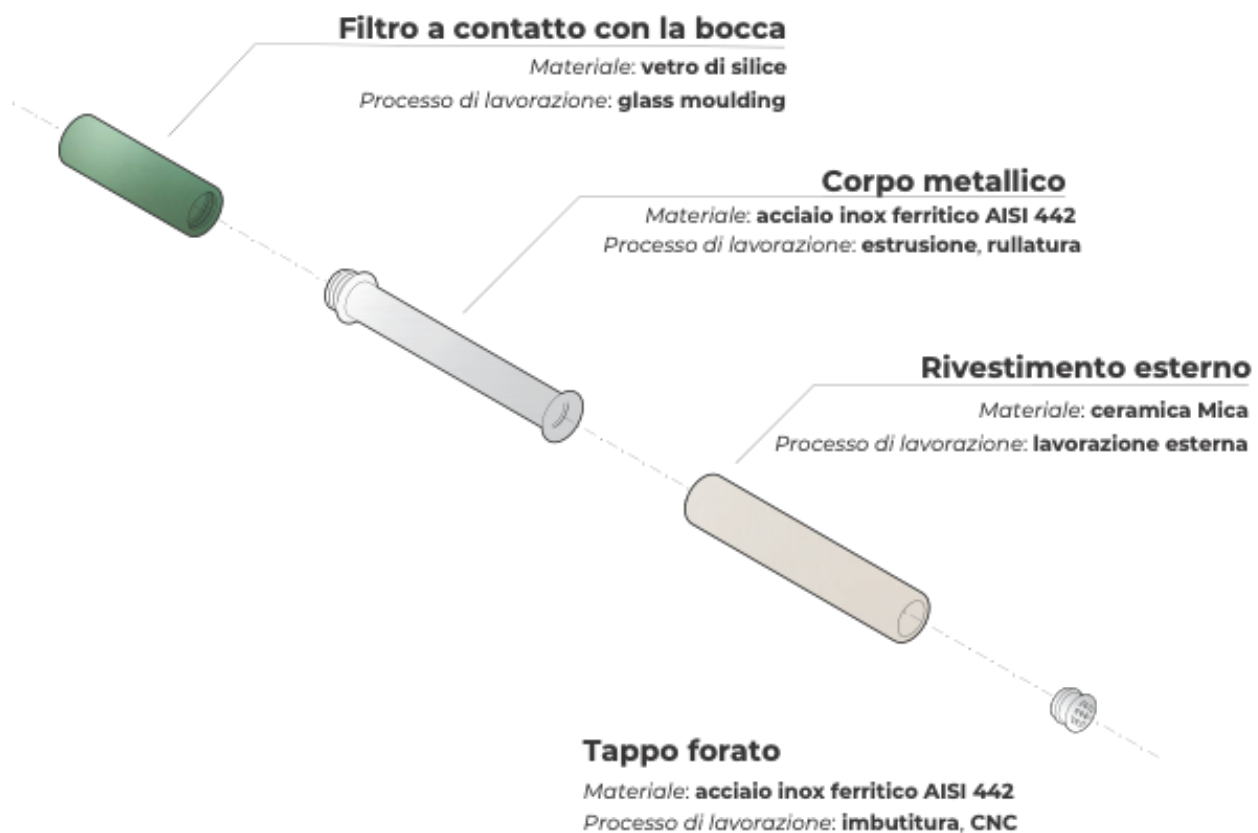 Filtro a contatto con la bocca
Materiale: vetro di silice
Processo di lavorazione: glass moulding
Corpo metallico
Materiale: acciaio inox ferritico AISI 442
Processo di lavorazione: estrusione, rullatura
Rivestimento esterno
Materiale: ceramica Mica
Processo di lavorazione: lavorazione esterna
Tappo forato
Materiale: acciaio inox ferritico AISI 442
Processo di lavorazione: imbutitura, CNC